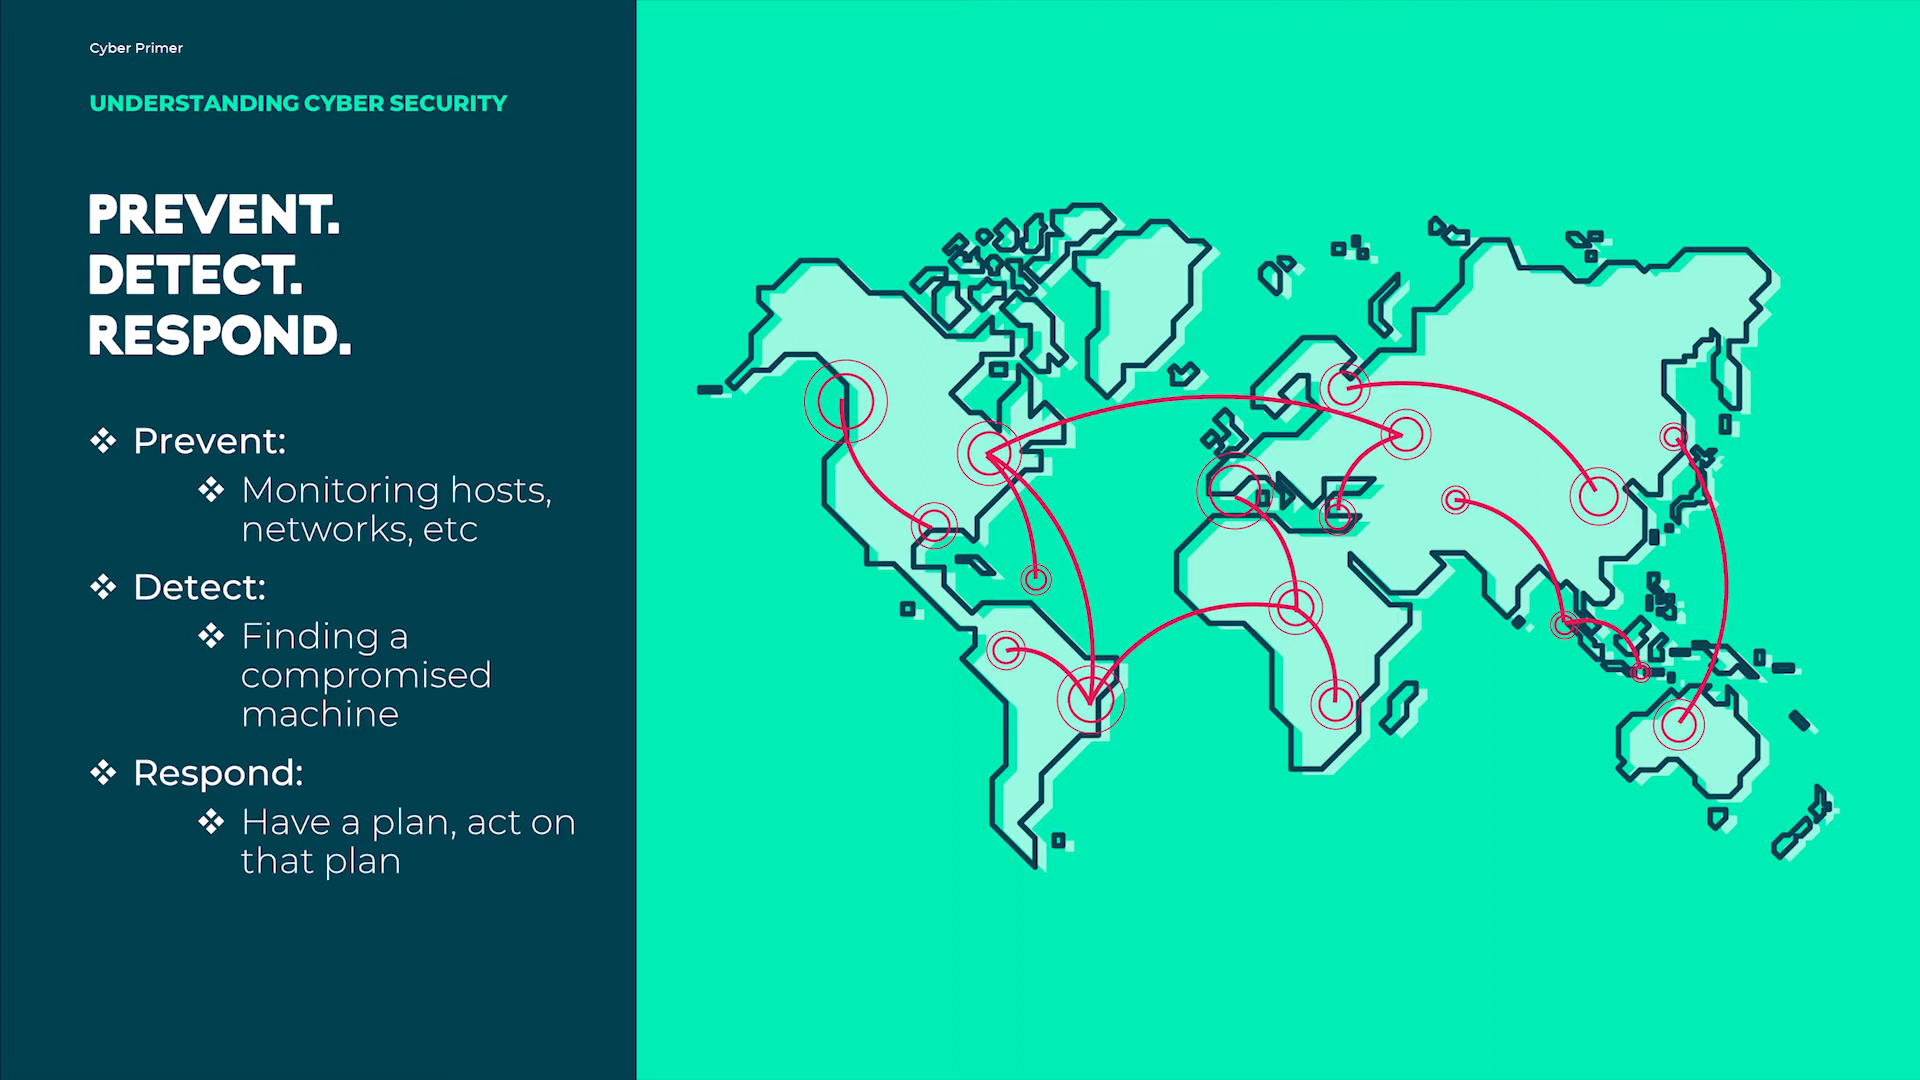 Cyber Primer
UNDERSTANDING CYBER SECURITY
PREVENT.
DETECT.
RESPOND.
Prevent:
Monitoring hosts,
networks, etc
Detect:
Finding a
compromised
machine
Respond:
Have a plan, act on
that plan